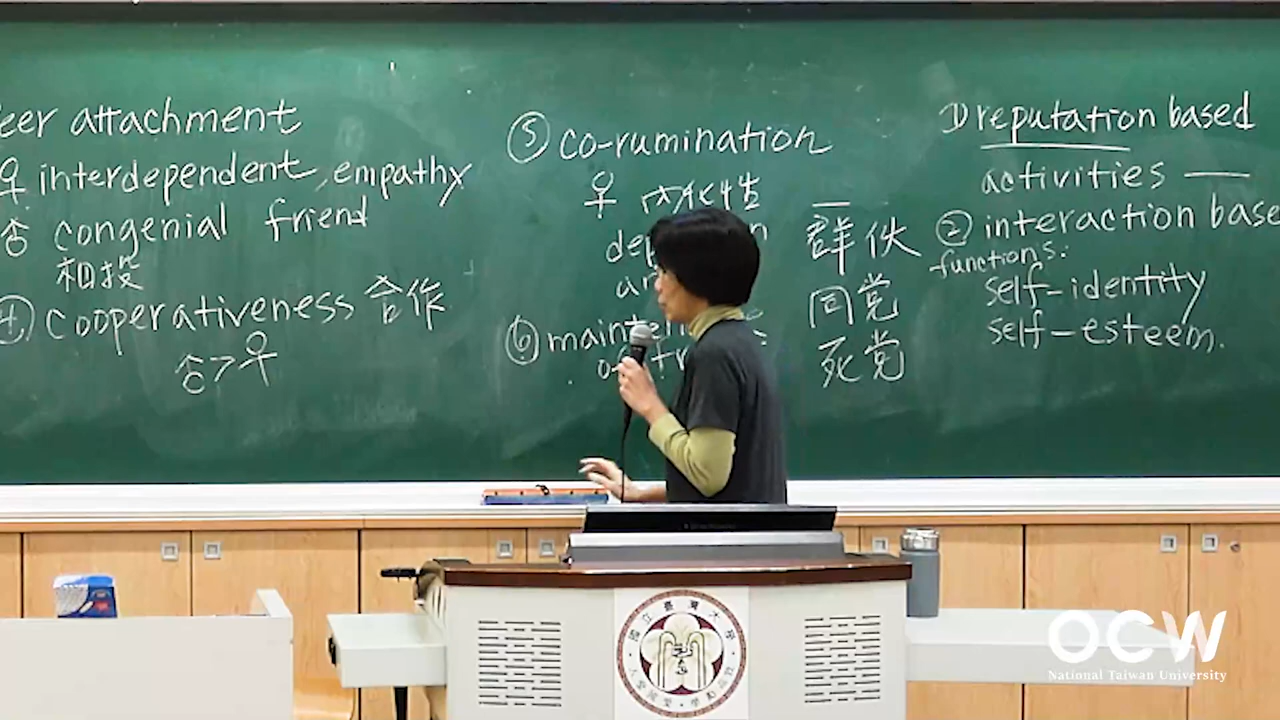 eer attachment
♀ interdependent, empathy
congenial friend
相投
④ cooperativeness 合作
♂>♀
⑤ co-rumination
♀ 內化性
⑥
群伙
同党
死党
① reputation based
activities —
② interaction base
functions:
self-identity
self-esteem.
OCW
National Taiwan University